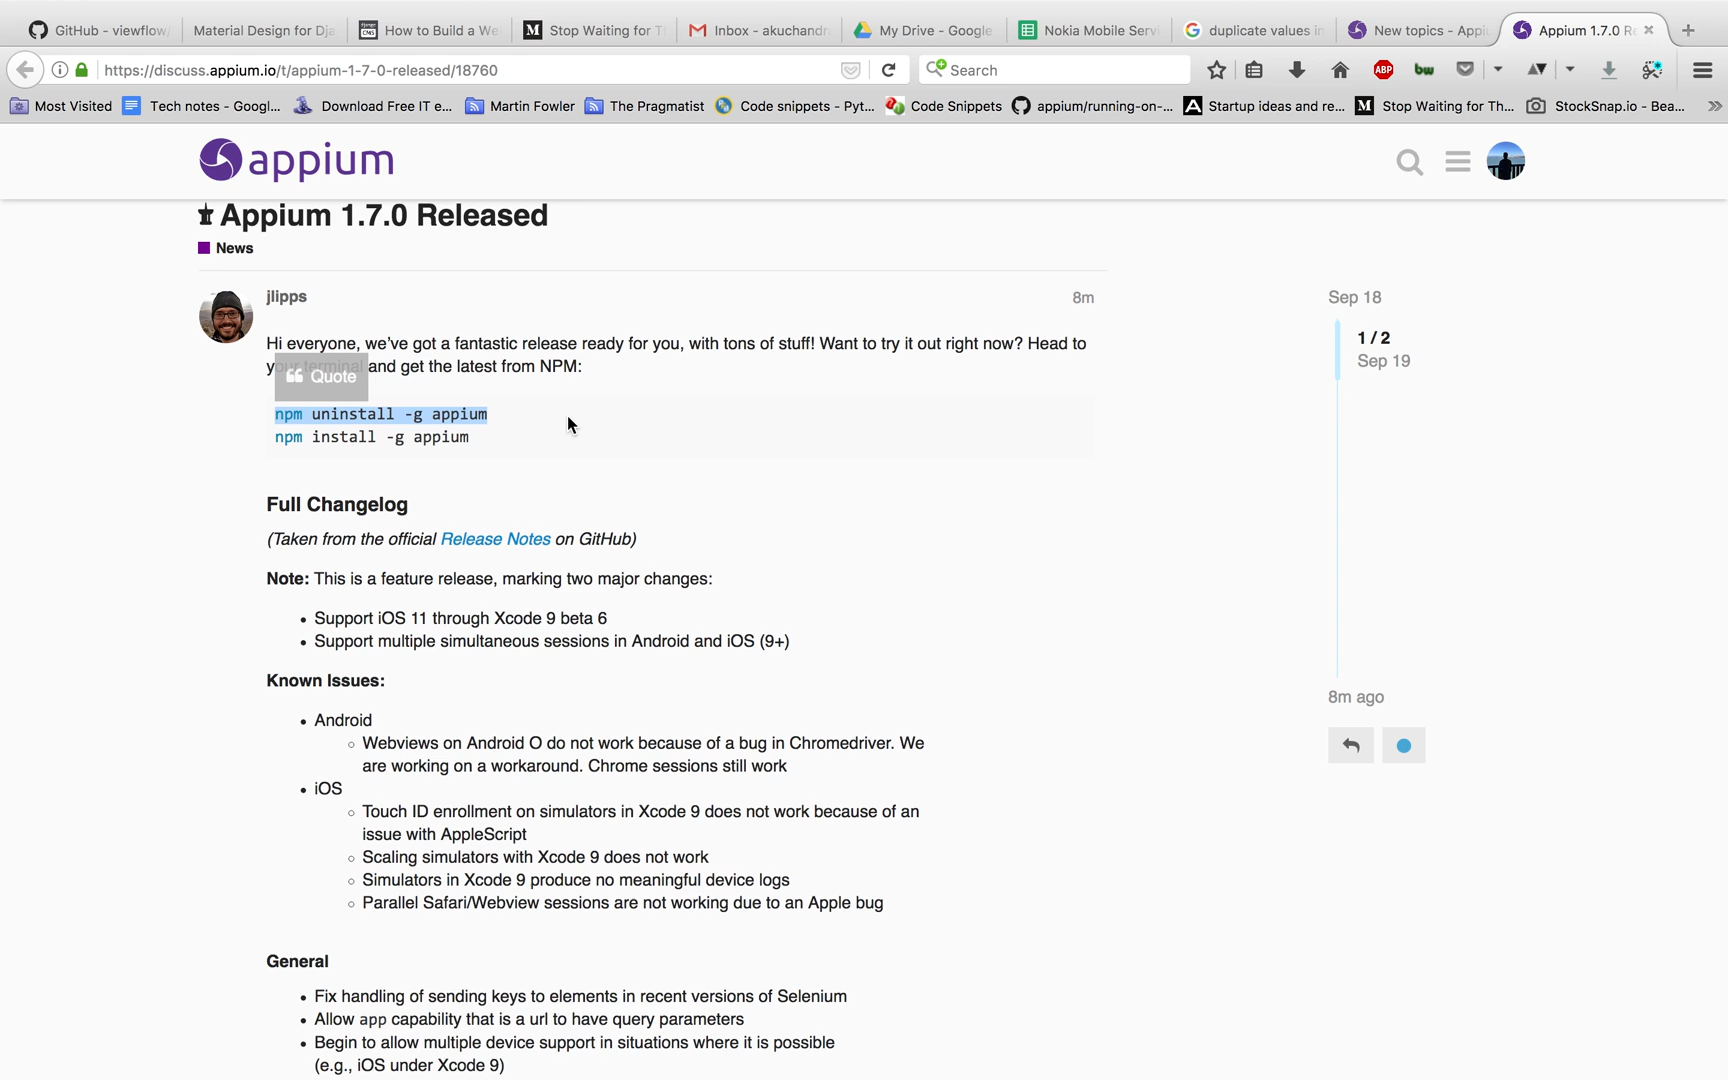 GitHub - viewflow/
Material Design for Dja
How to Build a We
Stop Waiting for T
Inbox - akuchandr
My Drive - Google
Nokia Mobile Servi
duplicate values in
New topics - Appi
Appium 1.7.0 Re
https://discuss.appium.io/t/appium-1-7-0-released/18760
Search
ABP
bw
Most Visited
Tech notes - Googl...
Download Free IT e...
Martin Fowler
The Pragmatist
Code snippets - Pyt...
Code Snippets
appium/running-on-...
Startup ideas and re...
Stop Waiting for Th...
StockSnap.io - Bea...
appium
Appium 1.7.0 Released
News
jlipps
8m
Hi everyone, we've got a fantastic release ready for you, with tons of stuff! Want to try it out right now? Head to
your terminal and get the latest from NPM:
Quote
npm uninstall -g appium
npm install -g appium
Full Changelog
(Taken from the official Release Notes on GitHub)
Note: This is a feature release, marking two major changes:
• Support iOS 11 through Xcode 9 beta 6
• Support multiple simultaneous sessions in Android and iOS (9+)
Known Issues:
• Android
○ Webviews on Android O do not work because of a bug in Chromedriver. We
are working on a workaround. Chrome sessions still work
• iOS
○ Touch ID enrollment on simulators in Xcode 9 does not work because of an
issue with AppleScript
○ Scaling simulators with Xcode 9 does not work
○ Simulators in Xcode 9 produce no meaningful device logs
○ Parallel Safari/Webview sessions are not working due to an Apple bug
General
• Fix handling of sending keys to elements in recent versions of Selenium
• Allow app capability that is a url to have query parameters
• Begin to allow multiple device support in situations where it is possible
(e.g., iOS under Xcode 9)
Sep 18
1 / 2
Sep 19
8m ago